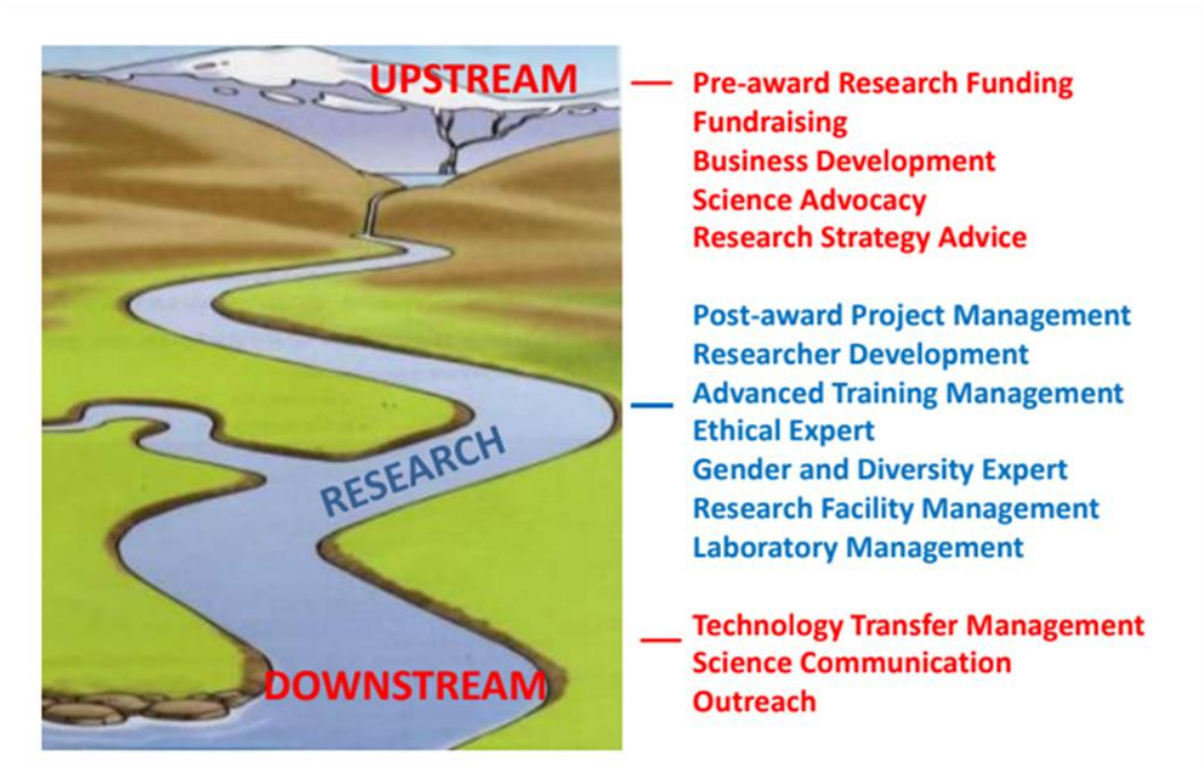 UPSTREAM
Pre-award Research Funding
Fundraising
Business Development
Science Advocacy
Research Strategy Advice
RESEARCH
Post-award Project Management
Researcher Development
Advanced Training Management
Ethical Expert
Gender and Diversity Expert
Research Facility Management
Laboratory Management
DOWNSTREAM
Technology Transfer Management
Science Communication
Outreach